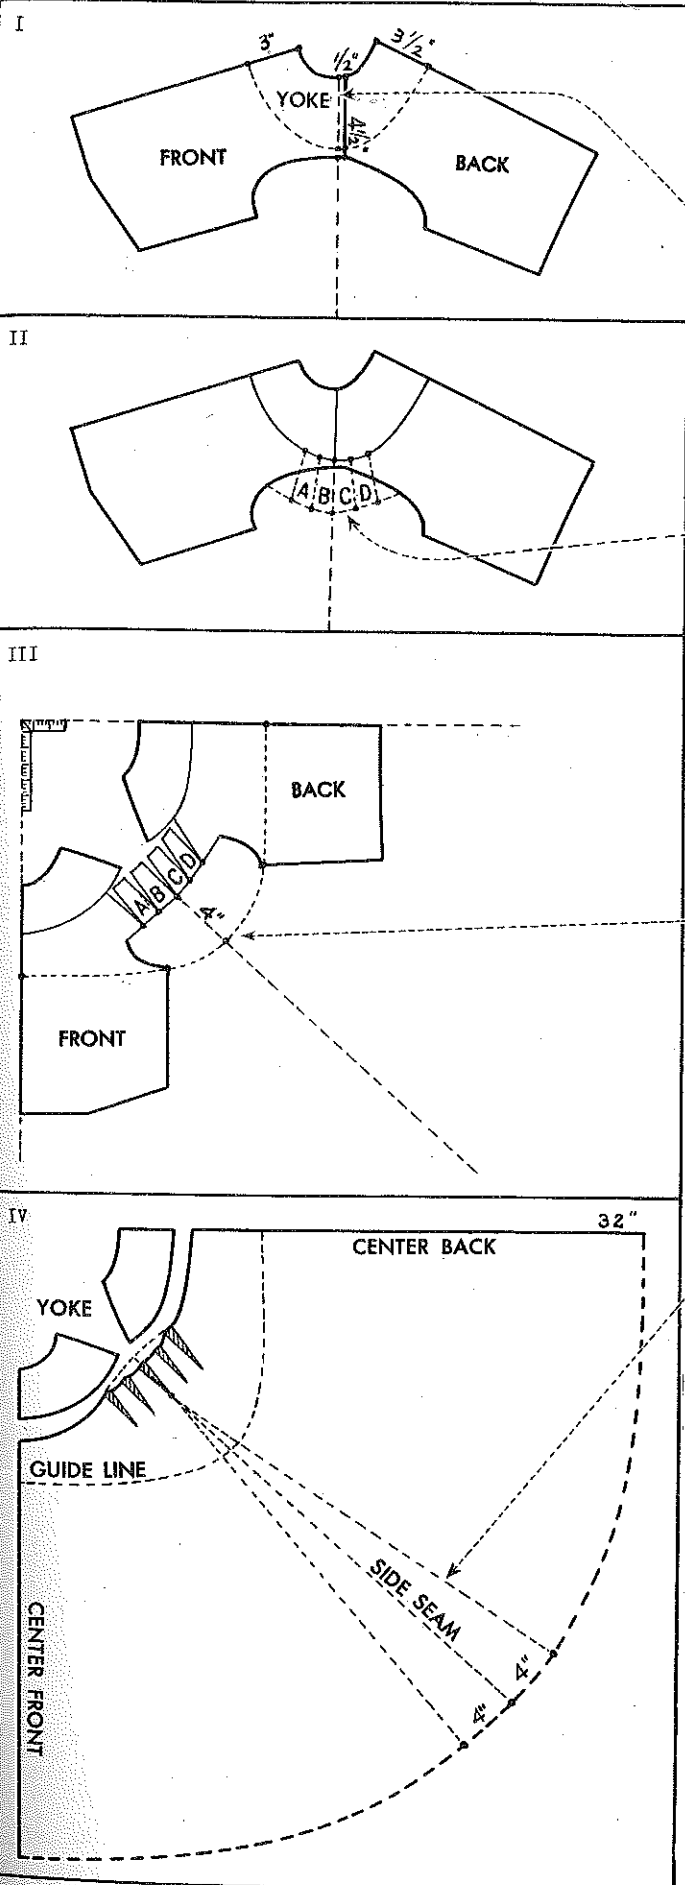 I
3"
1/2"
3 1/2"
YOKE
4 1/2"
FRONT
BACK
II
A B C D
III
BACK
A B C D
4"
FRONT
IV
32"
CENTER BACK
YOKE
GUIDE LINE
SIDE SEAM
CENTER FRONT
4"
4"